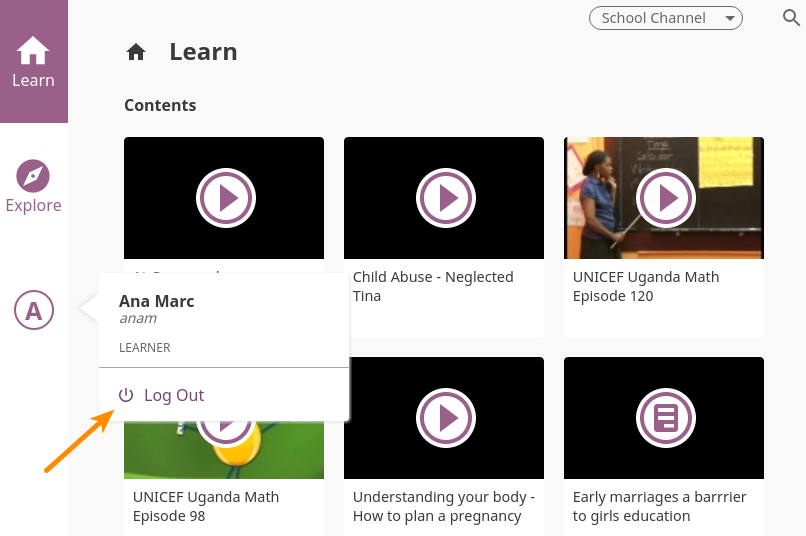 School Channel
Learn
Learn
Contents
Explore
Child Abuse - Neglected
Tina
UNICEF Uganda Math
Episode 120
A
Ana Marc
anam
LEARNER
Log Out
UNICEF Uganda Math
Episode 98
Understanding your body -
How to plan a pregnancy
Early marriages a barrrier
to girls education